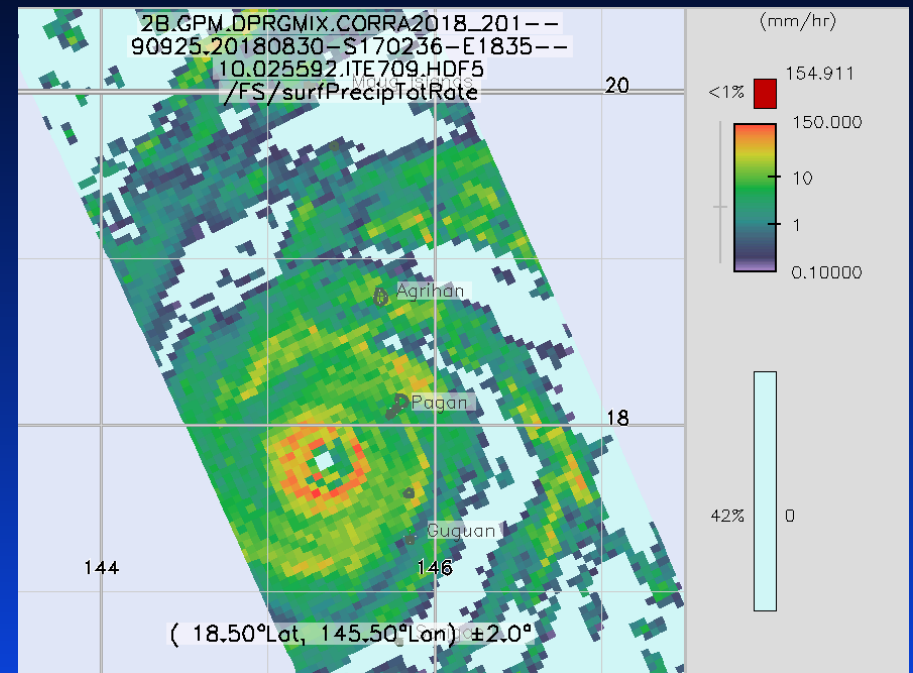 2B.GPM.DPRGMIX.CORRA2018_201--
90925.20180830-S170236-E1835--
10.025592.ITE709.HDF5
/FS/surfPrecipTotRate
Maug Islands
20
Agrihan
Pagan
18
Guguan
144
146
( 18.50°Lat, 145.50°Lon) ±2.0°
(mm/hr)
<1%
154.911
150.000
10
1
0.10000
42%
0